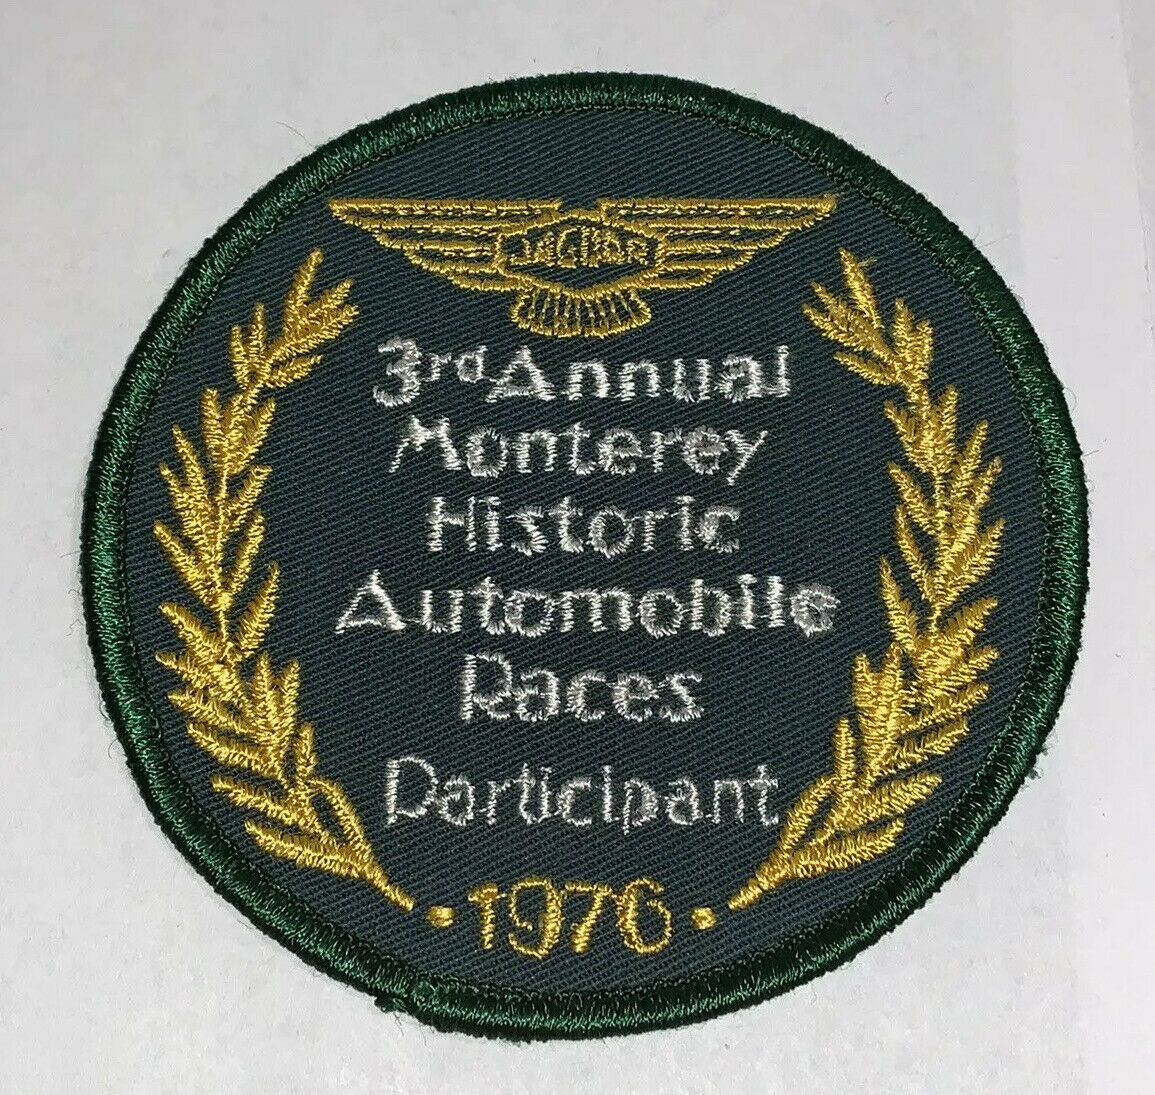 JAGUAR
3rd Annual
Monterey
Historic
Automobile
Races
Participant
• 1976 •